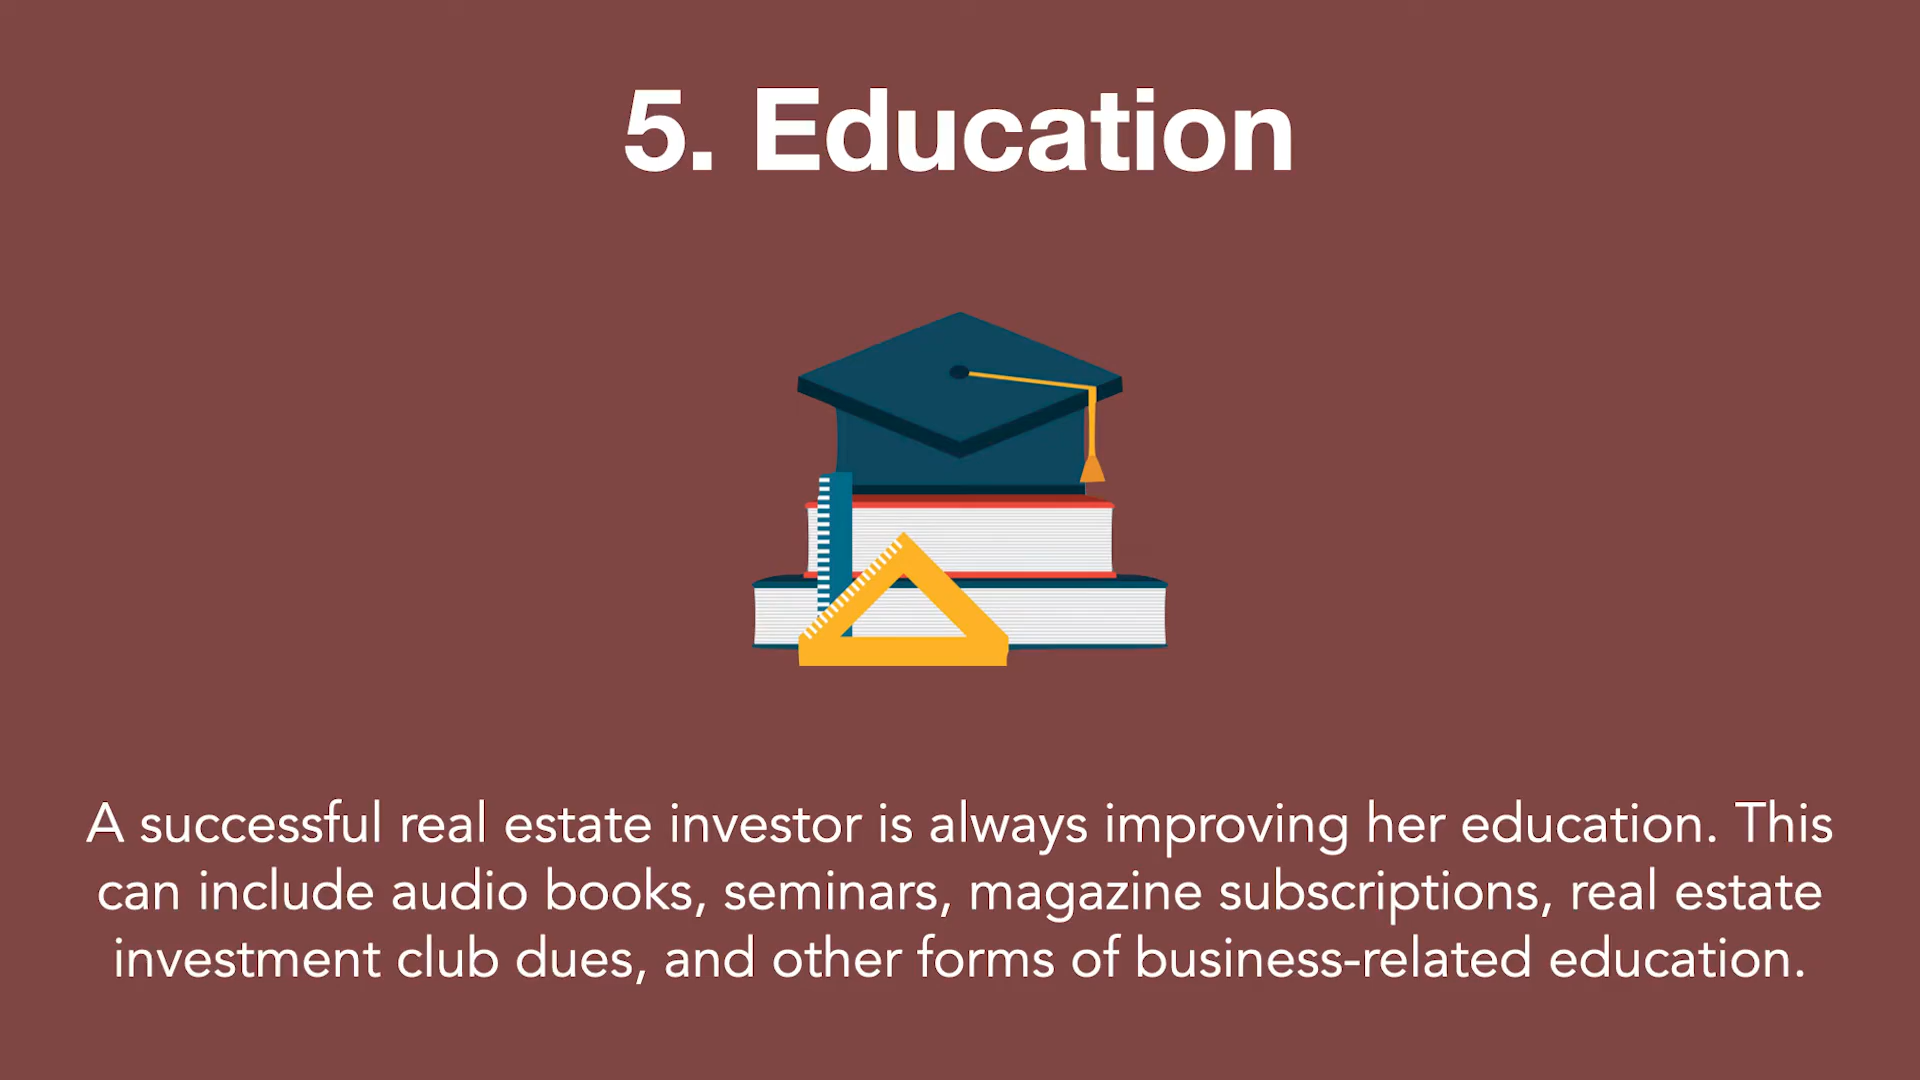 5. Education
A successful real estate investor is always improving her education. This
can include audio books, seminars, magazine subscriptions, real estate
investment club dues, and other forms of business-related education.